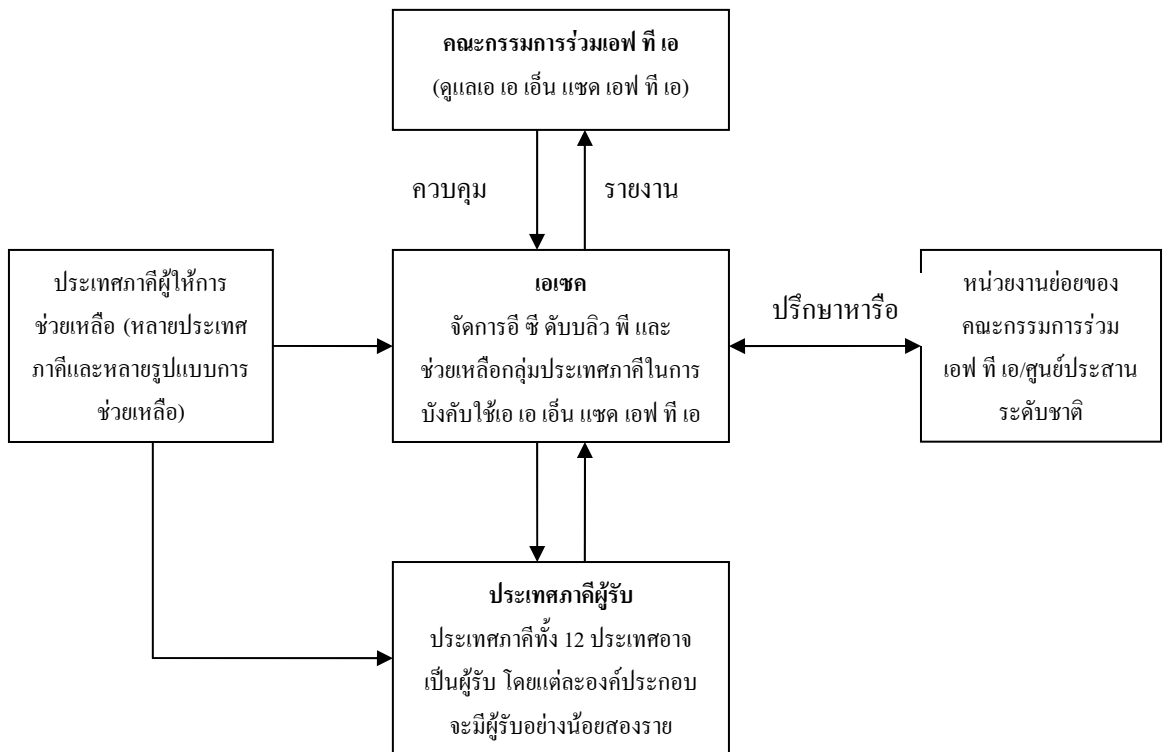 คณะกรรมการร่วมเอฟ ที เอ
(ดูแลเอ เอ เอ็น แซด เอฟ ที เอ)
ควบคุม
รายงาน
ประเทศภาคีผู้ให้การ
ช่วยเหลือ (หลายประเทศ
ภาคีและหลายรูปแบบการ
ช่วยเหลือ)
เอเซค
จัดการอี ซี ดับบลิว พี และ
ช่วยเหลือกลุ่มประเทศภาคีในการ
บังคับใช้เอ เอ เอ็น แซด เอฟ ที เอ
ปรึกษาหารือ
หน่วยงานย่อยของ
คณะกรรมการร่วม
เอฟ ที เอ/ศูนย์ประสาน
ระดับชาติ
ประเทศภาคีผู้รับ
ประเทศภาคีทั้ง 12 ประเทศอาจ
เป็นผู้รับ โดยแต่ละองค์ประกอบ
จะมีผู้รับอย่างน้อยสองราย